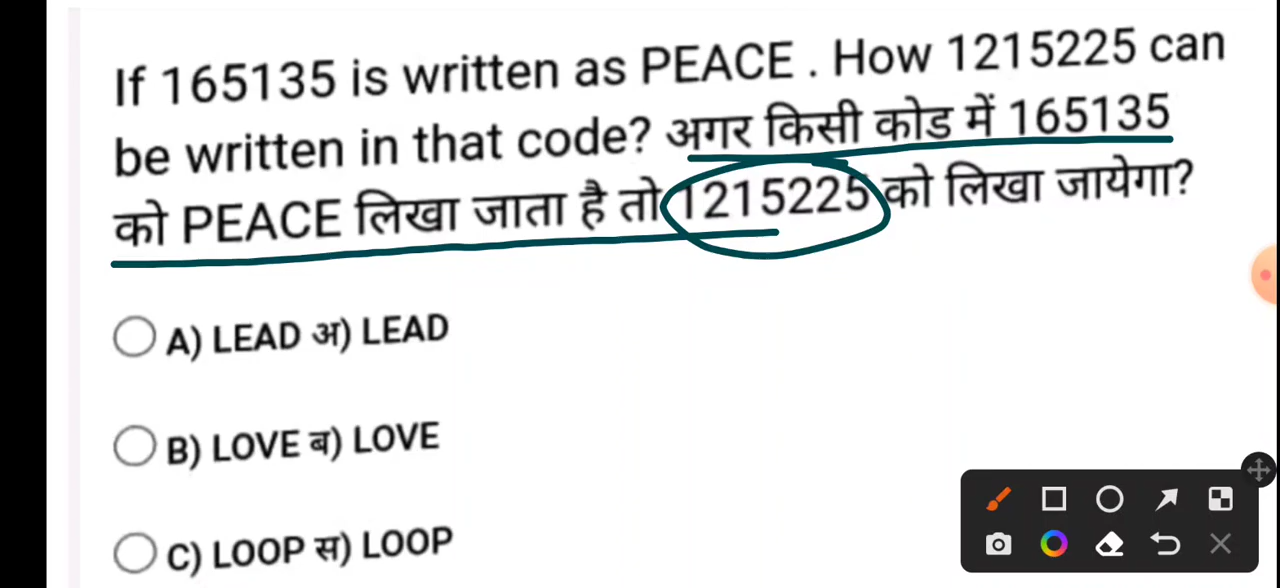 If 165135 is written as PEACE . How 1215225 can
be written in that code? अगर किसी कोड में 165135
को PEACE लिखा जाता है तो 1215225 को लिखा जायेगा?
A) LEAD अ) LEAD
B) LOVE ब) LOVE
C) LOOP स) LOOP